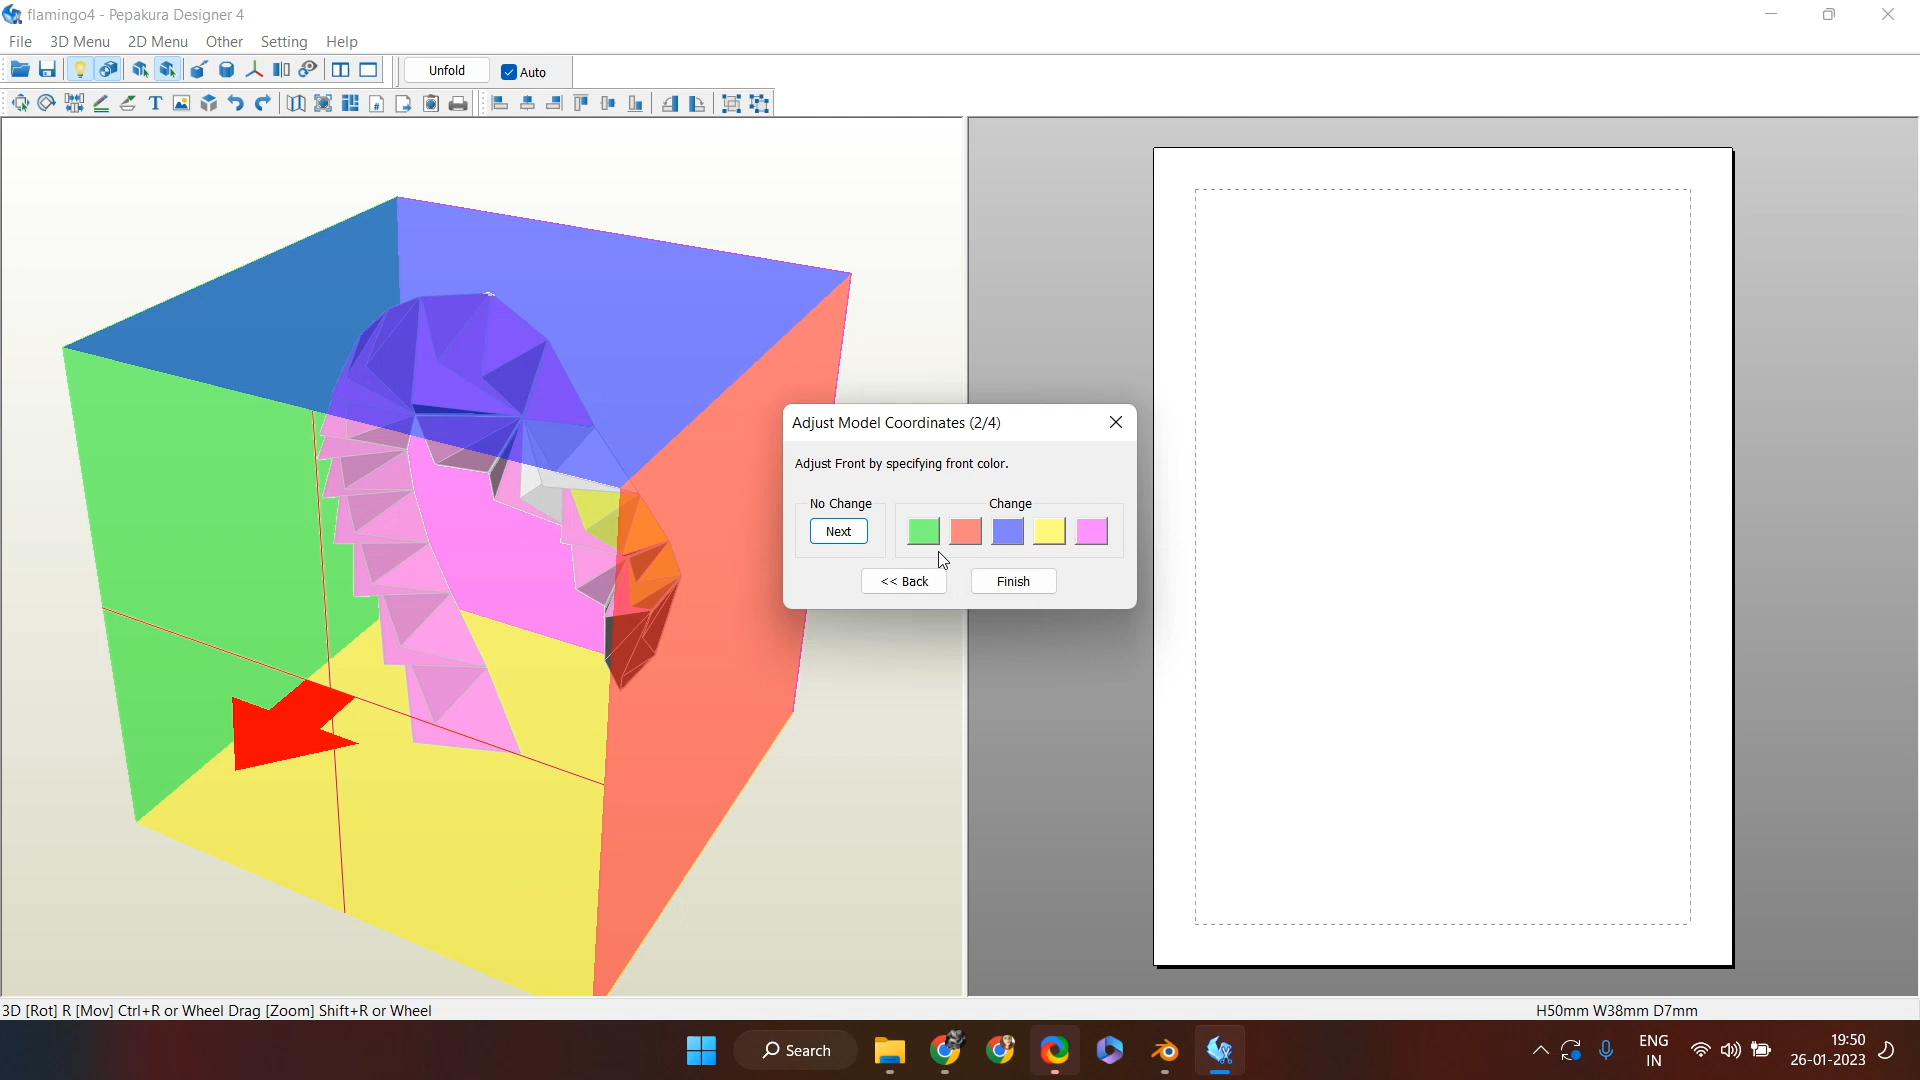 flamingo4 - Pepakura Designer 4
File 3D Menu 2D Menu Other Setting Help
Unfold Auto
Adjust Model Coordinates (2/4)
Adjust Front by specifying front color.
No Change Change
Next
<< Back Finish
3D [Rot] R [Mov] Ctrl+R or Wheel Drag [Zoom] Shift+R or Wheel
H50mm W38mm D7mm
Search
ENG
IN
19:50
26-01-2023